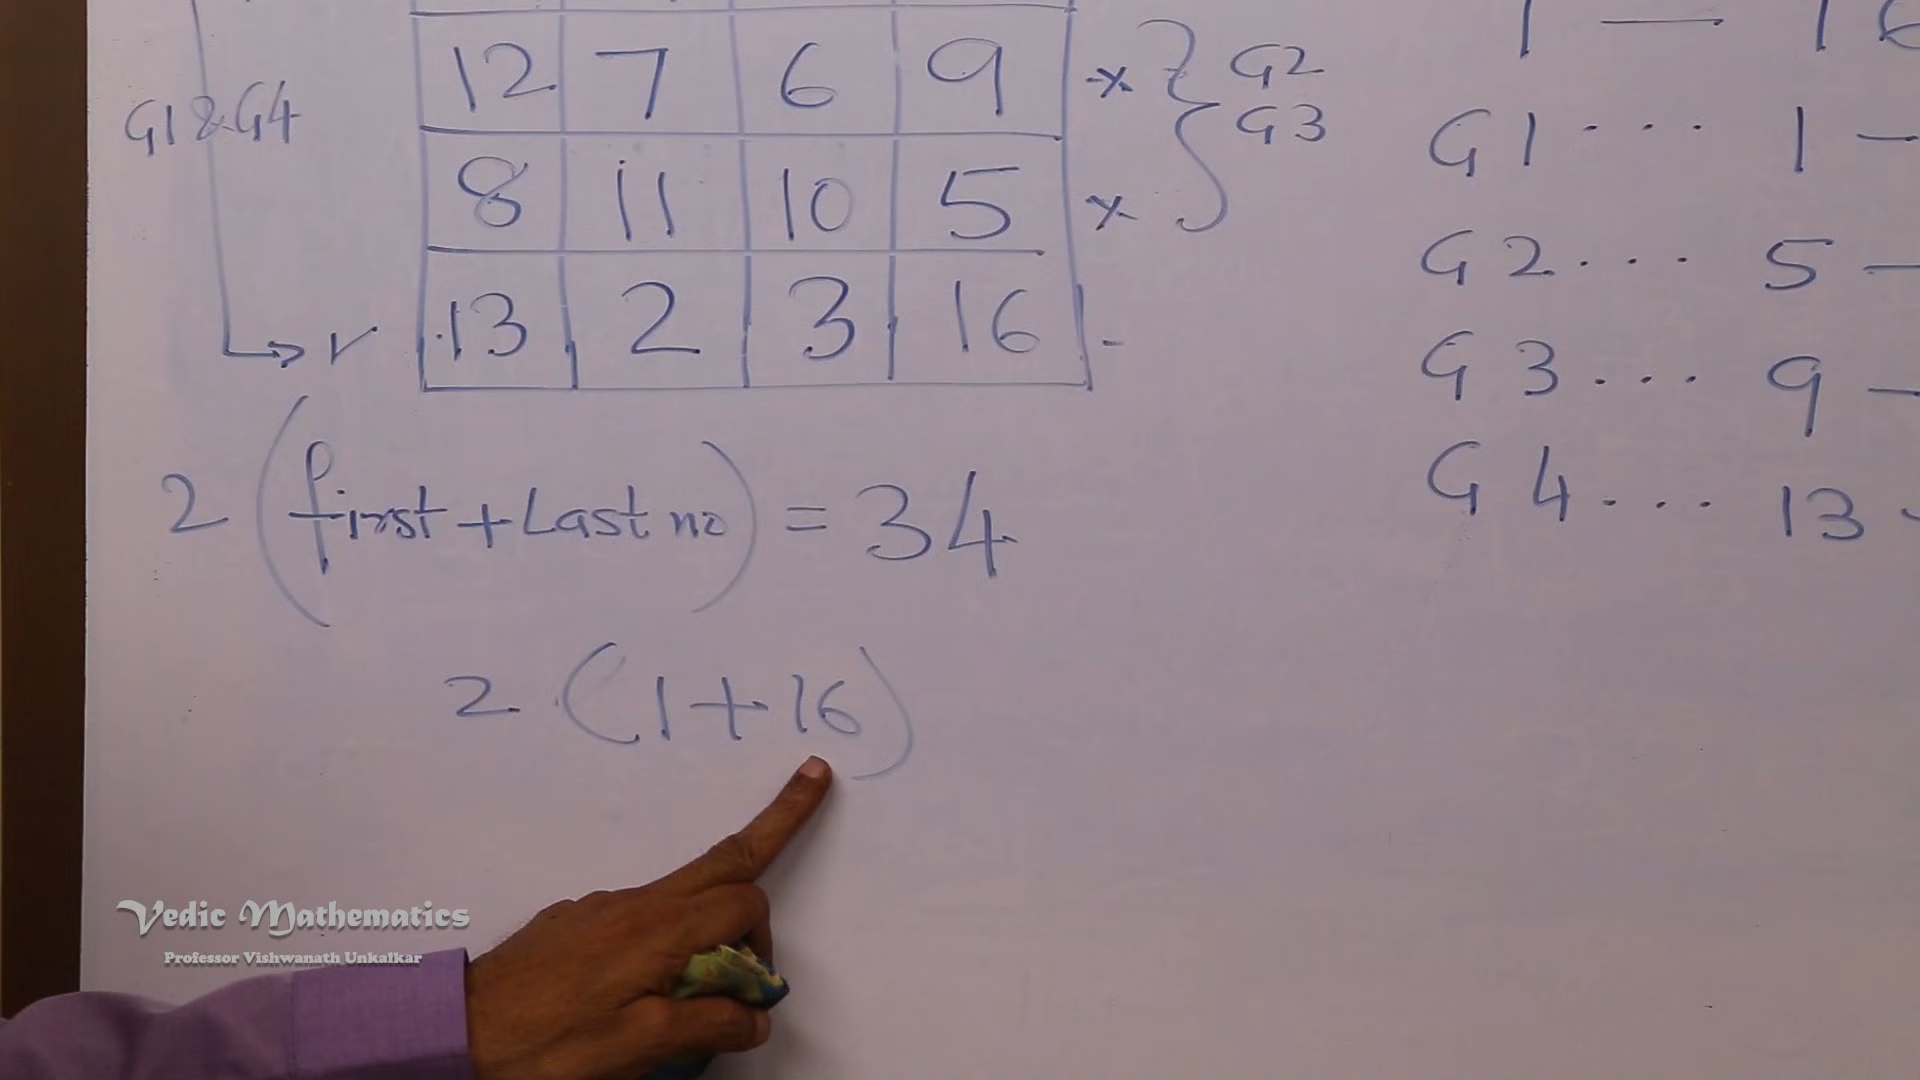 1 — 16
12 7 6 9 x } G2
G1 & G4
G3
G1 ... 1 —
8 11 10 5 x
G2 ... 5 —
✓ 13 2 3 16
G3 ... 9 —
G4 ... 13 -
2 (first + Last no) = 34
2 (1 + 16)
Vedic Mathematics
Professor Vishwanath Unkalkar